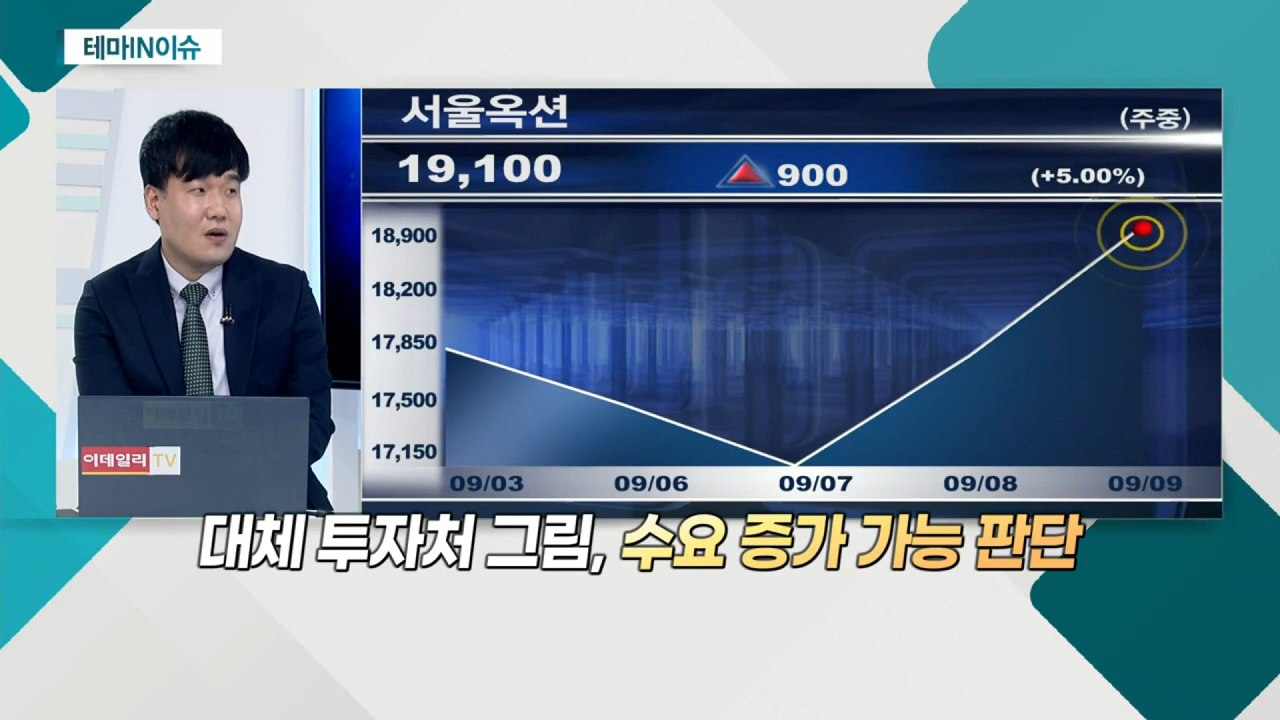 테마IN이슈
서울옥션
(주중)
19,100 ▲900 (+5.00%)
18,900
18,200
17,850
17,500
17,150
09/03 09/06 09/07 09/08 09/09
이데일리TV
대체 투자처 그림, 수요 증가 가능 판단